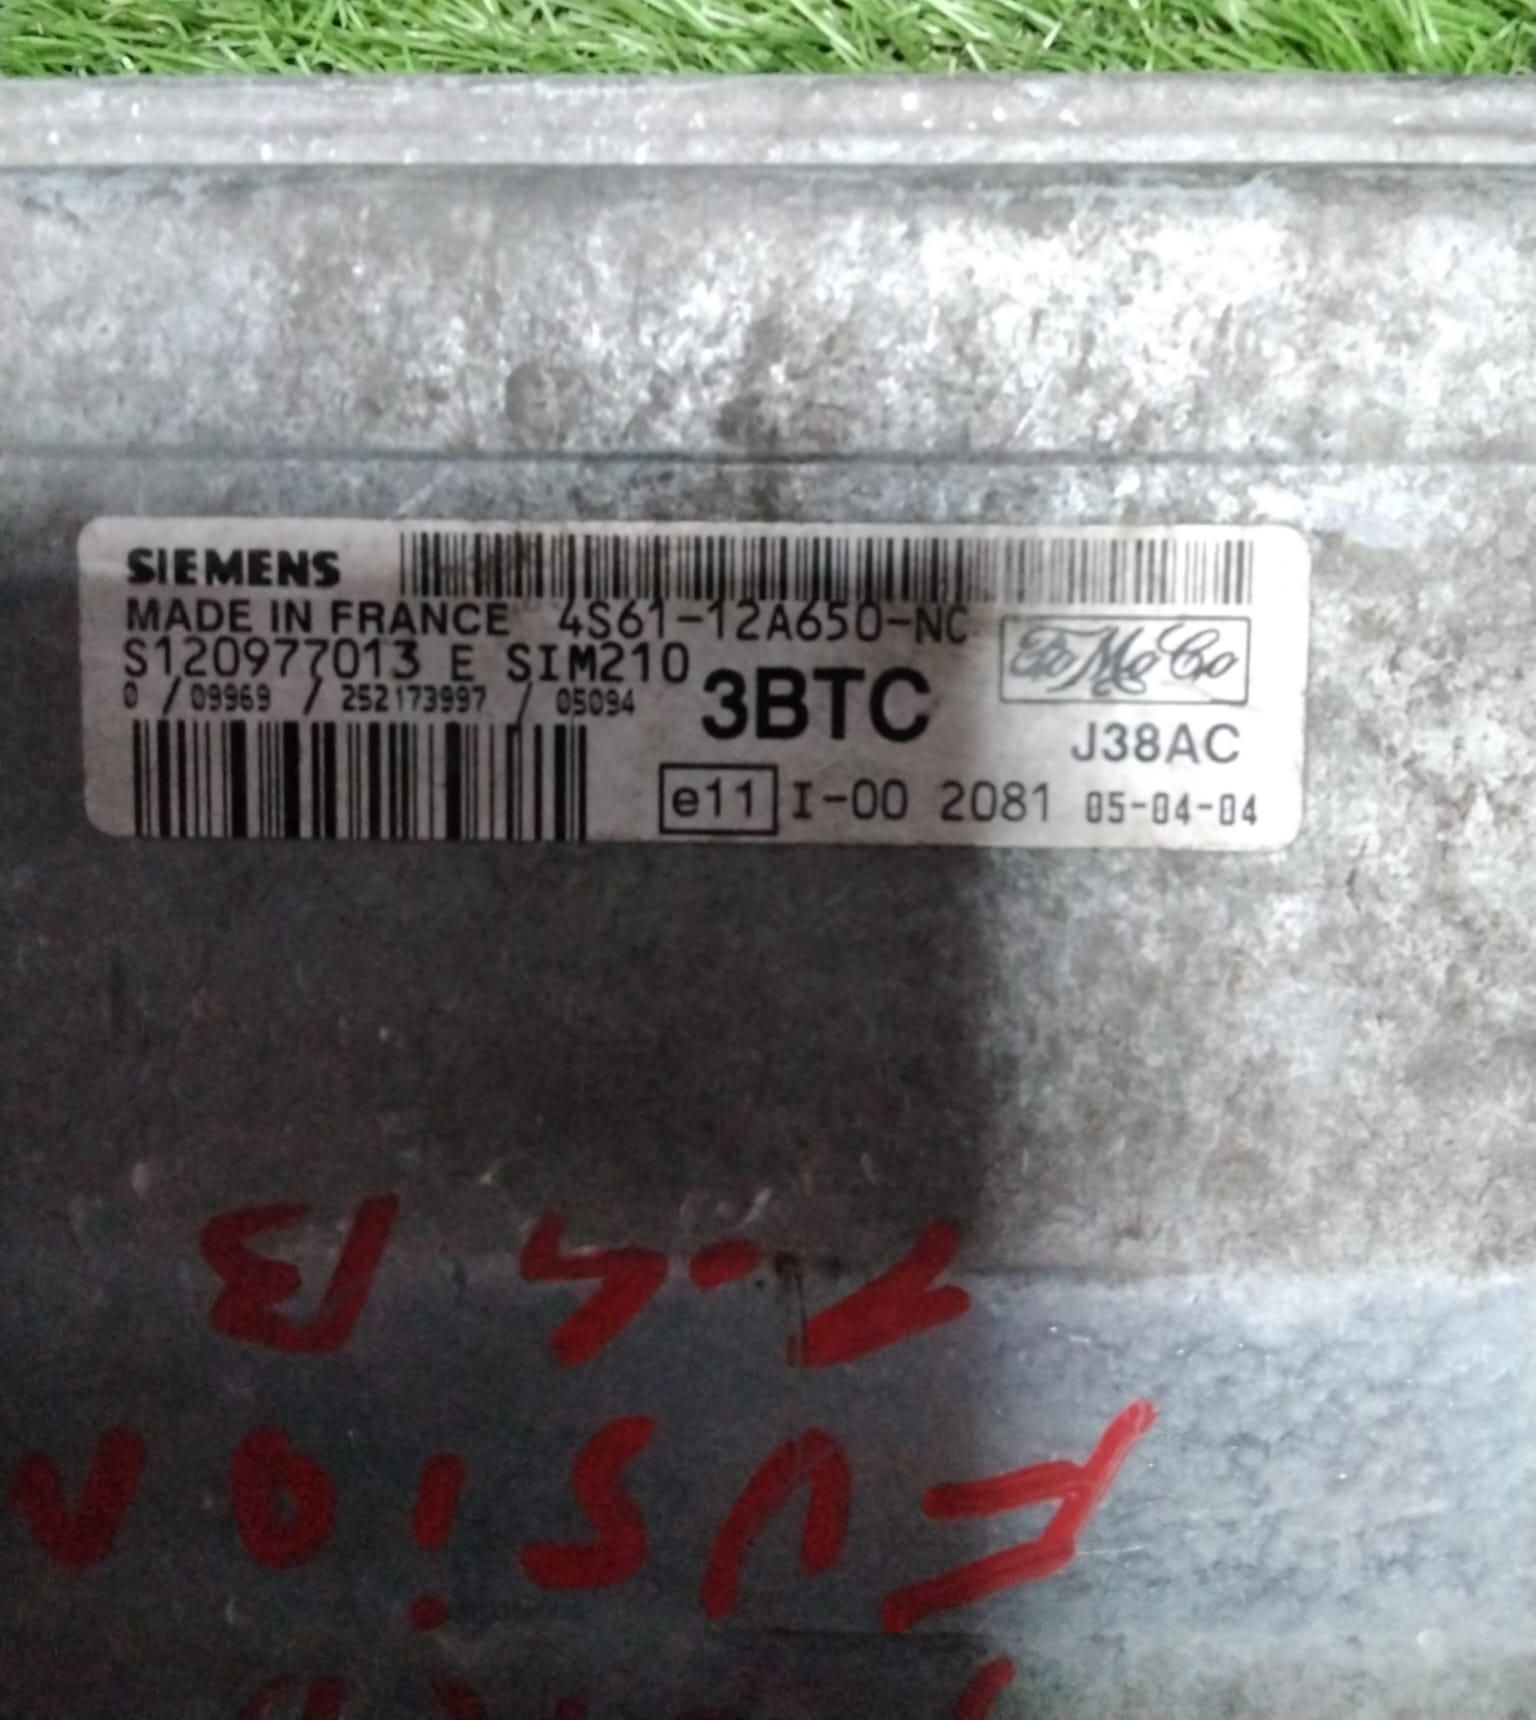 SIEMENS
MADE IN FRANCE 4S61-12A650-NC
S120977013 E SIM210
FoMoCo
0 / 09969 / 252173997 / 05094
3BTC
J38AC
e11 I-00 2081 05-04-04
FUSiON
1.4 B